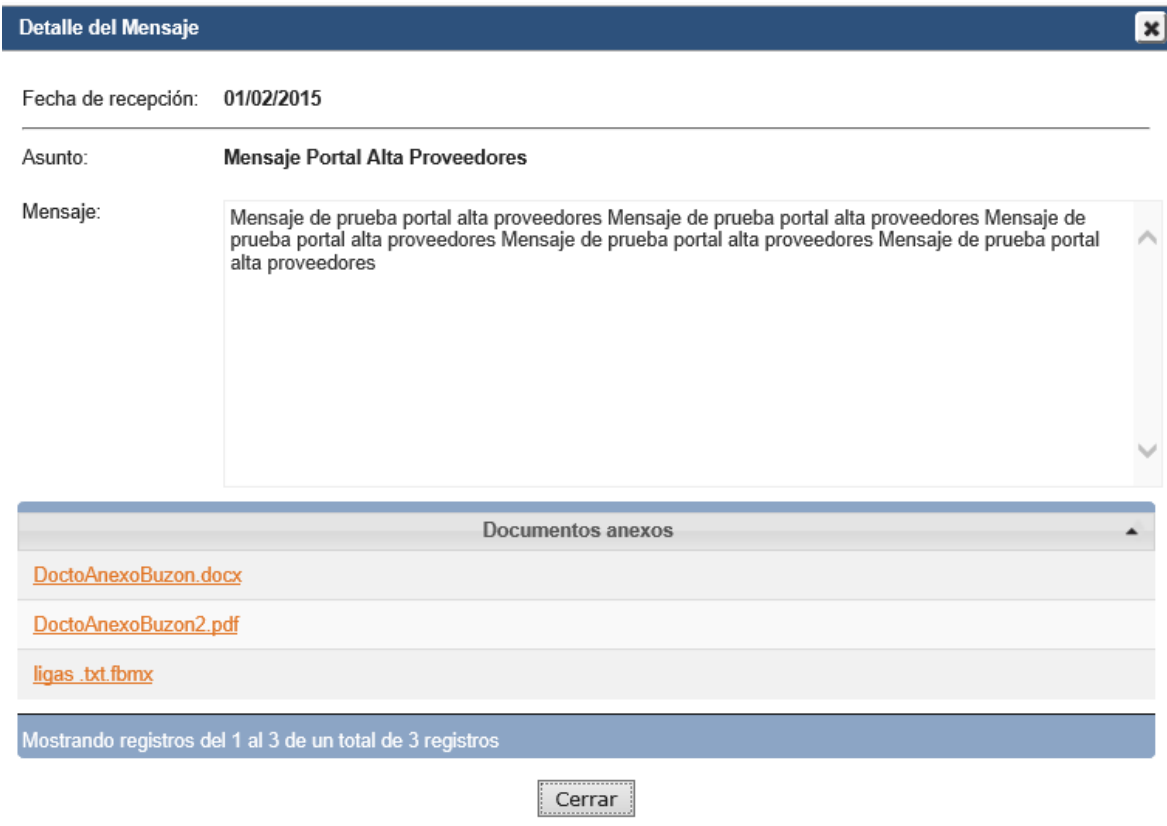 Detalle del Mensaje
Fecha de recepción: 01/02/2015
Asunto: Mensaje Portal Alta Proveedores
Mensaje:
Mensaje de prueba portal alta proveedores Mensaje de prueba portal alta proveedores Mensaje de
prueba portal alta proveedores Mensaje de prueba portal alta proveedores Mensaje de prueba portal
alta proveedores
Documentos anexos
DoctoAnexoBuzon.docx
DoctoAnexoBuzon2.pdf
ligas .txt.fbmx
Mostrando registros del 1 al 3 de un total de 3 registros
Cerrar